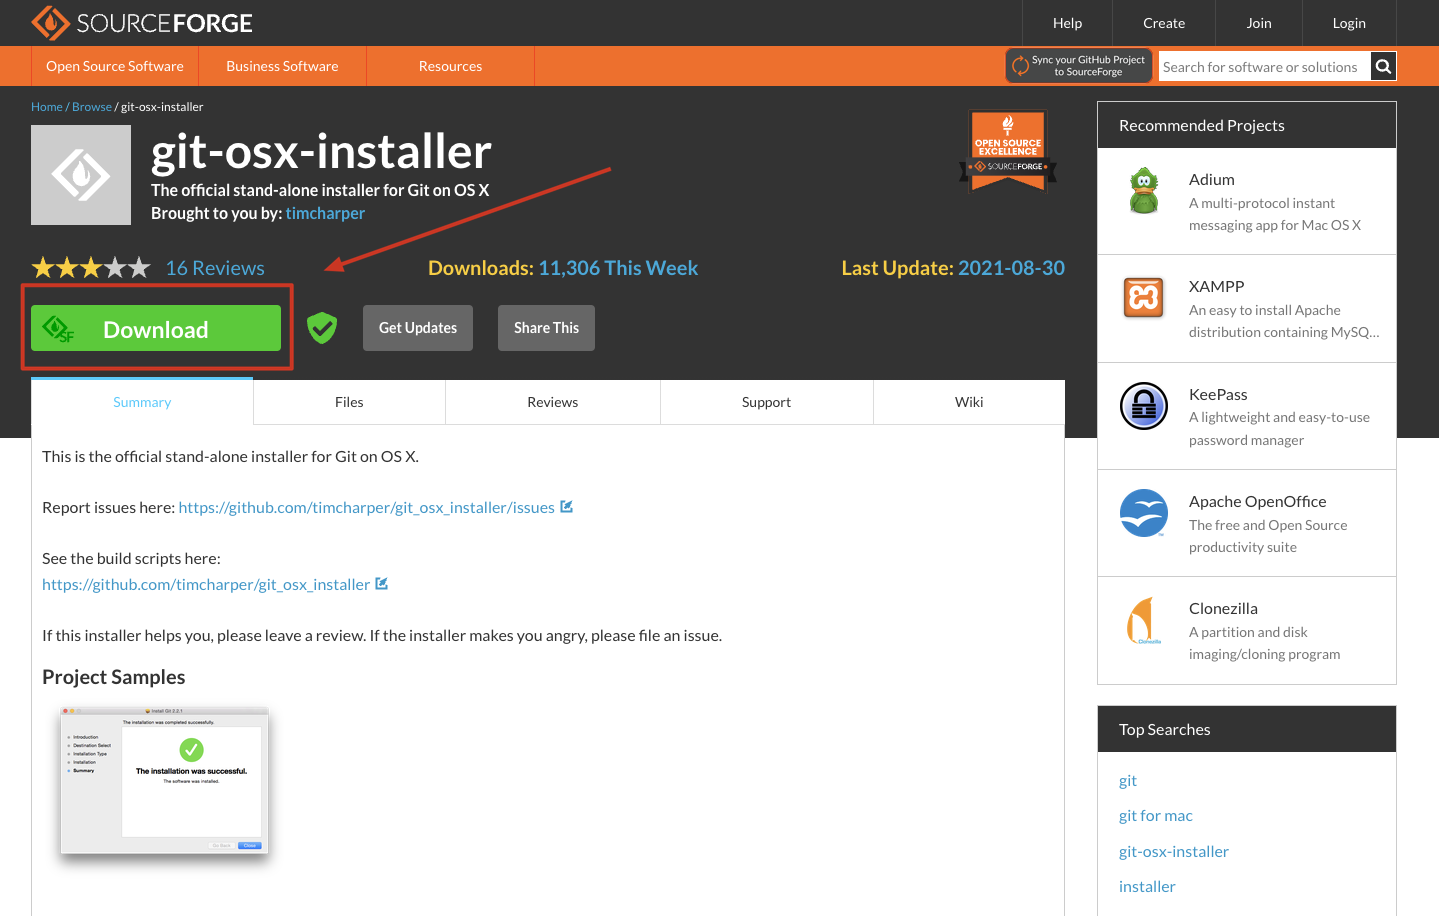 SOURCEFORGE
Help
Create
Join
Login
Open Source Software
Business Software
Resources
Sync your GitHub Project
to SourceForge
Search for software or solutions
Home / Browse / git-osx-installer
git-osx-installer
The official stand-alone installer for Git on OS X
Brought to you by: timcharper
OPEN SOURCE
EXCELLENCE
SOURCEFORGE
16 Reviews
Downloads: 11,306 This Week
Last Update: 2021-08-30
SF
Download
Get Updates
Share This
Summary
Files
Reviews
Support
Wiki
This is the official stand-alone installer for Git on OS X.
Report issues here: https://github.com/timcharper/git_osx_installer/issues
See the build scripts here:
https://github.com/timcharper/git_osx_installer
If this installer helps you, please leave a review. If the installer makes you angry, please file an issue.
Project Samples
Install Git 2.2.1
The installation was completed successfully.
Introduction
Destination Select
Installation Type
Installation
Summary
The installation was successful.
The software was installed.
Go Back
Close
Recommended Projects
Adium
A multi-protocol instant
messaging app for Mac OS X
XAMPP
An easy to install Apache
distribution containing MySQ...
KeePass
A lightweight and easy-to-use
password manager
Apache OpenOffice
The free and Open Source
productivity suite
Clonezilla
Clonezilla
A partition and disk
imaging/cloning program
Top Searches
git
git for mac
git-osx-installer
installer